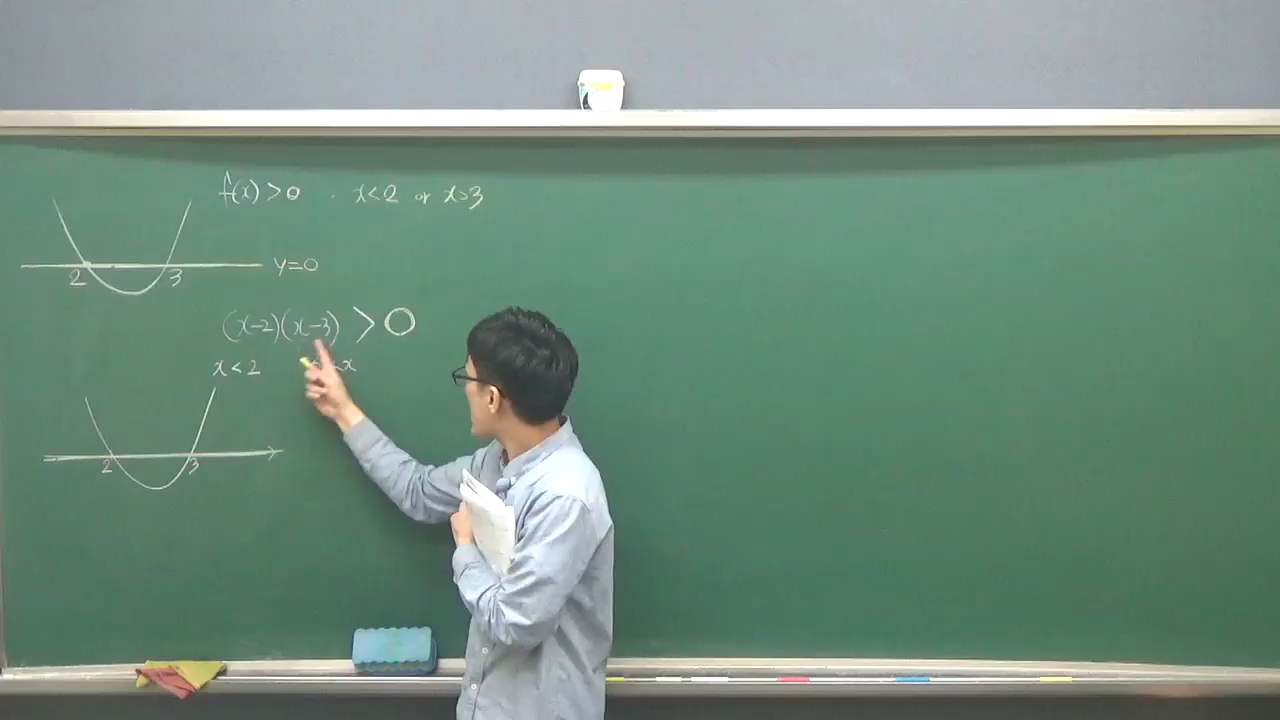 f(x)>0 · x<2 or x>3
2 3 y=0
(x-2)(x-3) >0
x<2 <x
2 3